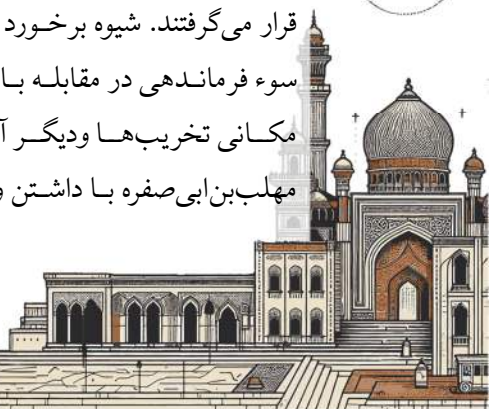 قرار می‌گرفتند. شیوه برخورد
سوء فرماندهی در مقابله با
مکانی تخریب‌ها ودیگر آ
مهلب‌بن‌ابی‌صفره با داشتن و